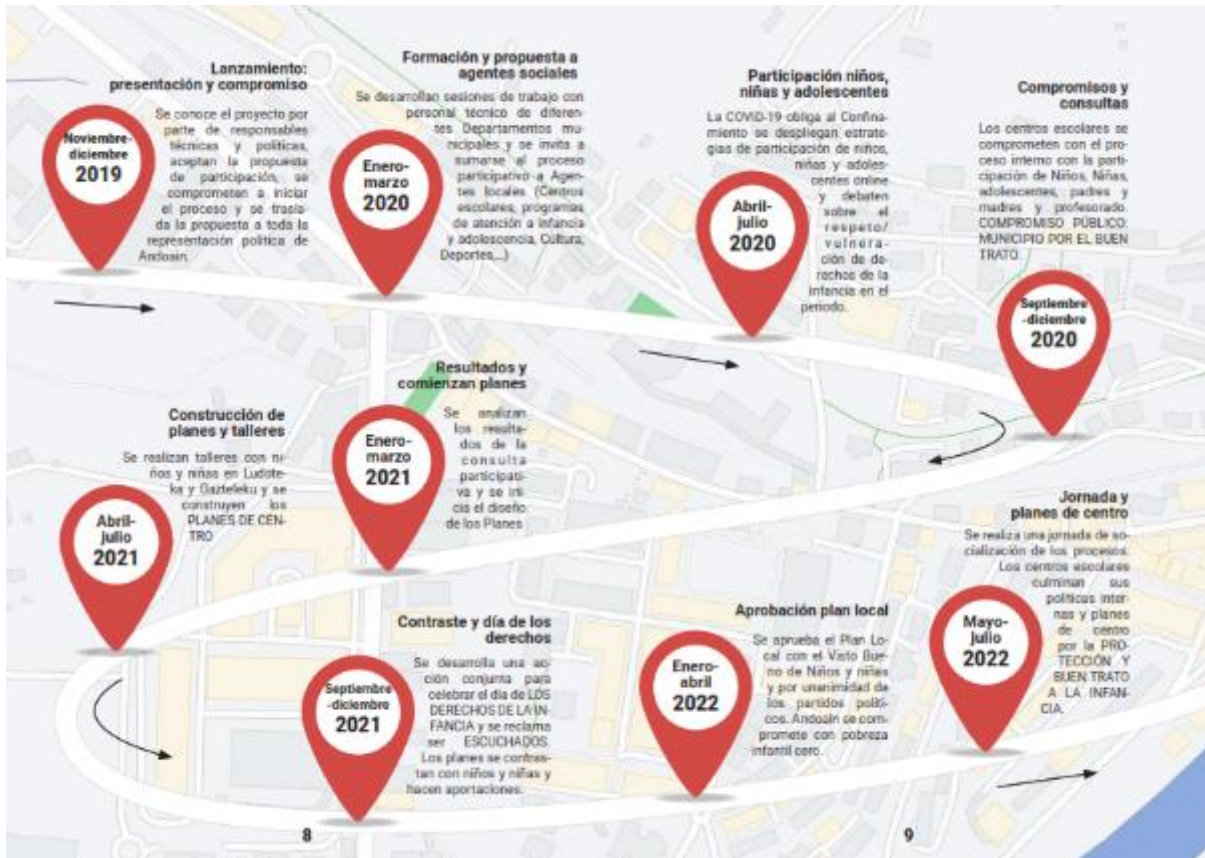 Lanzamiento:
presentación y compromiso
Noviembre-
diciembre
2019
Se conoce el proyecto por
parte de responsables
técnicas y políticas,
aceptan la propuesta
de participación, se
comprometen a iniciar
el proceso y se trasla-
da la propuesta a toda la
representación política de
Andoain.
Formación y propuesta a
agentes sociales
Enero-
marzo
2020
Se desarrollan sesiones de trabajo con
personal técnico de diferen-
tes Departamentos mu-
nicipales y se invita a
sumarse al proceso
participativo a Agen-
tes locales (Centros
escolares, programas
de atención a infancia
y adolescencia, Cultura,
Deportes,...)
Participación niños,
niñas y adolescentes
Abril-
julio
2020
La COVID-19 obliga al Confina-
miento se despliegan estrate-
gias de participación de niños,
niñas y adoles-
centes online
y debaten
sobre el
respeto/
vulnera-
ción de de-
rechos de la
infancia en el
periodo.
Compromisos y
consultas
Los centros escolares se
comprometen con el pro-
ceso interno con la parti-
cipación de Niños, Niñas,
adolescentes, padres y
madres y profesorado.
COMPROMISO PÚBLICO:
MUNICIPIO POR EL BUEN
TRATO.
Septiembre
-diciembre
2020
Resultados y
comienzan planes
Enero-
marzo
2021
Se analizan
los resulta-
dos de la
consulta
participati-
va y se ini-
cia el diseño
de los Planes
Construcción de
planes y talleres
Abril-
julio
2021
Se realizan talleres con ni-
ños y niñas en Ludote-
ka y Gazteleku y se
construyen los
PLANES DE CEN-
TRO
Contraste y día de los
derechos
Septiembre
-diciembre
2021
Se desarrolla una ac-
ción conjunta para
celebrar el día de LOS
DERECHOS DE LA IN-
FANCIA y se reclama
ser ESCUCHADOS.
Los planes se contras-
tan con niños y niñas y
hacen aportaciones.
Aprobación plan local
Enero-
abril
2022
Se aprueba el Plan Lo-
cal con el Visto Bue-
no de Niños y niñas
y por unanimidad de
los partidos políti-
cos. Andoain se com-
promete con pobreza
infantil cero.
Jornada y
planes de centro
Mayo-
julio
2022
Se realiza una jornada de so-
cialización de los procesos.
Los centros escolares
culminan sus
políticas inter-
nas y planes
de centro
por la PRO-
TECCIÓN Y
BUEN TRATO
A LA INFAN-
CIA.
8
9